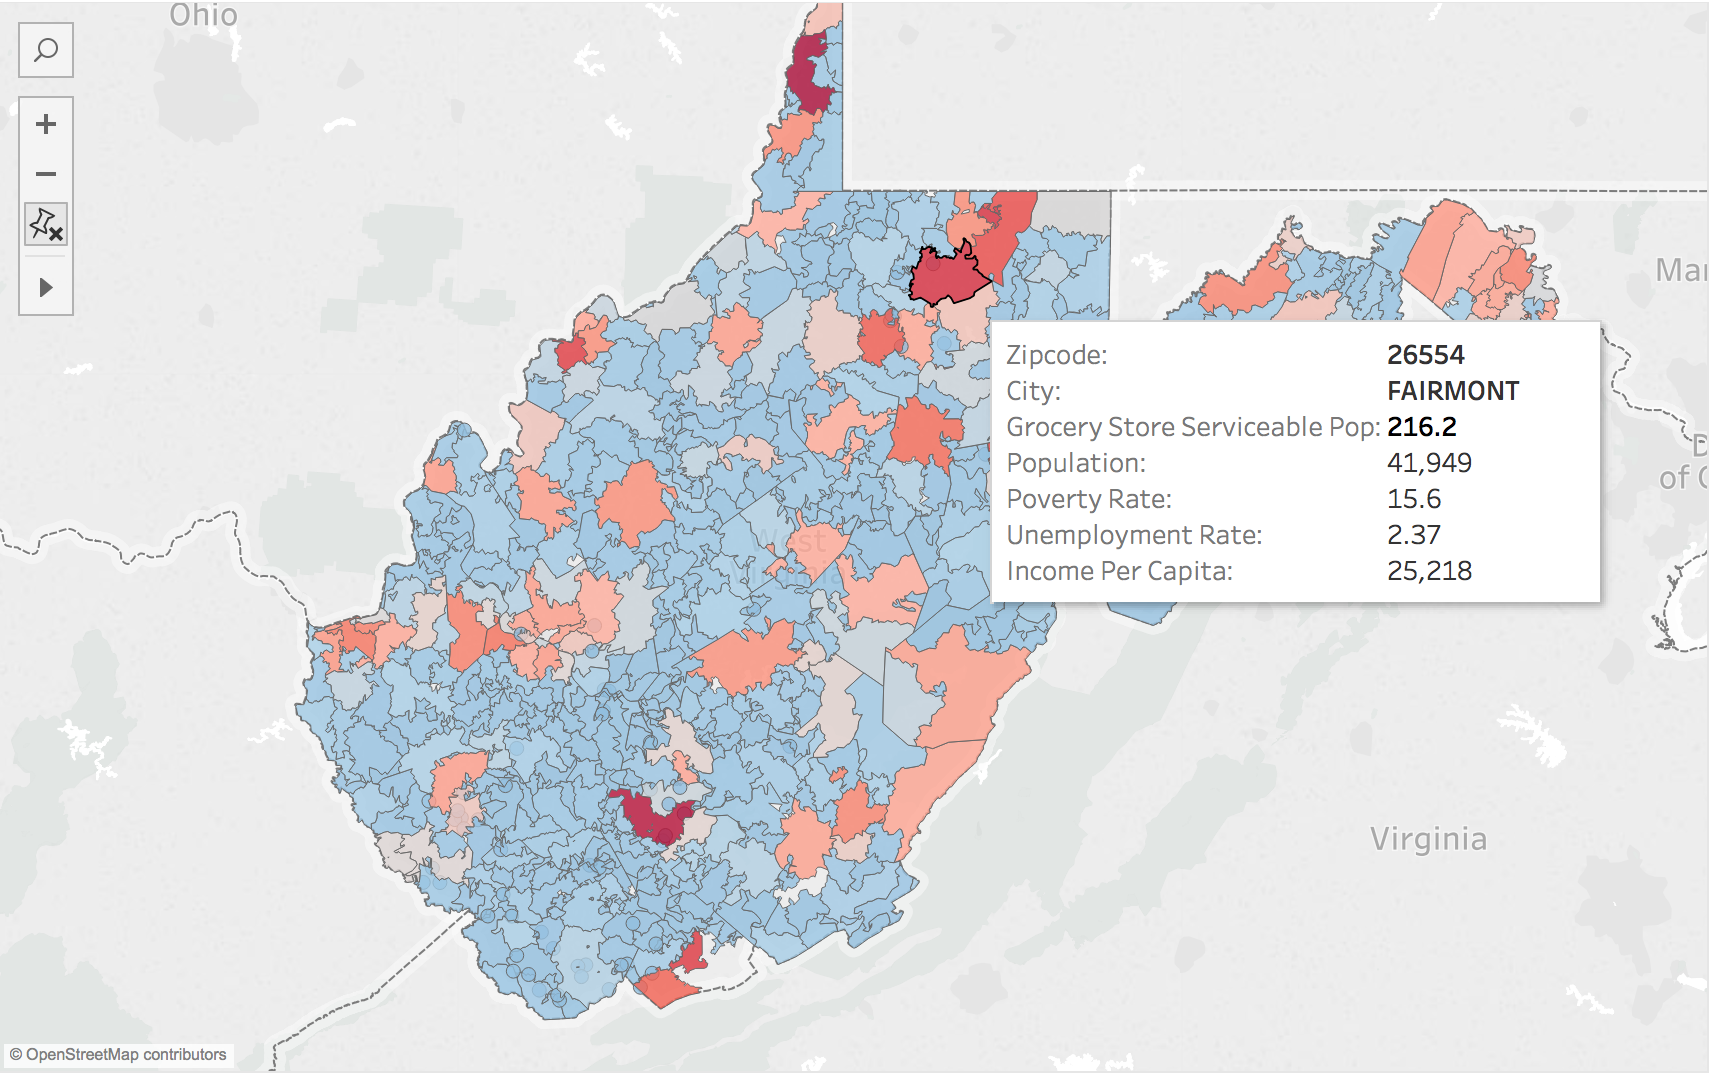 Ohio
Mar
D
of C
West
Virginia
Zipcode: 26554
City: FAIRMONT
Grocery Store Serviceable Pop: 216.2
Population: 41,949
Poverty Rate: 15.6
Unemployment Rate: 2.37
Income Per Capita: 25,218
Virginia
© OpenStreetMap contributors